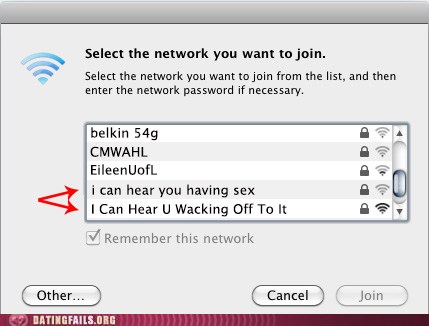 Select the network you want to join.
Select the network you want to join from the list, and then
enter the network password if necessary.
belkin 54g
CMWAHL
EileenUofL
i can hear you having sex
I Can Hear U Wacking Off To It
Remember this network
Other...
Cancel
Join
DATINGFAILS.ORG